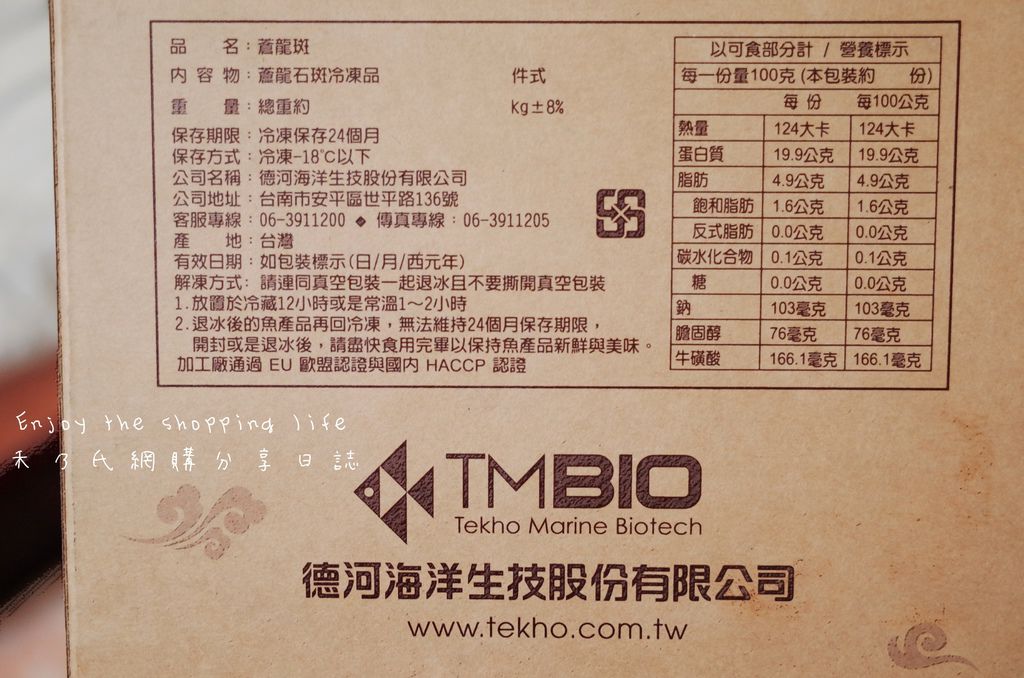 品　　名：蒼龍斑
內 容 物：蒼龍石斑冷凍品　　件式
重　　量：總重約　　Kg±8%
保存期限：冷凍保存24個月
保存方式：冷凍-18℃以下
公司名稱：德河海洋生技股份有限公司
公司地址：台南市安平區世平路136號
客服專線：06-3911200 ◆ 傳真專線：06-3911205
產　　地：台灣
有效日期：如包裝標示(日/月/西元年)
解凍方式：請連同真空包裝一起退冰且不要撕開真空包裝
1.放置於冷藏12小時或是常溫1～2小時
2.退冰後的魚產品再回冷凍，無法維持24個月保存期限，
開封或是退冰後，請盡快食用完畢以保持魚產品新鮮與美味。
加工廠通過 EU 歐盟認證與國內 HACCP 認證
以可食部分計 / 營養標示
每一份量100克(本包裝約　　份)
每 份　每100公克
熱量　124大卡　124大卡
蛋白質　19.9公克　19.9公克
脂肪　4.9公克　4.9公克
飽和脂肪　1.6公克　1.6公克
反式脂肪　0.0公克　0.0公克
碳水化合物　0.1公克　0.1公克
糖　0.0公克　0.0公克
鈉　103毫克　103毫克
膽固醇　76毫克　76毫克
牛磺酸　166.1毫克　166.1毫克
Enjoy the shopping life
禾乃氏網購分享日誌
TMBIO
Tekho Marine Biotech
德河海洋生技股份有限公司
www.tekho.com.tw